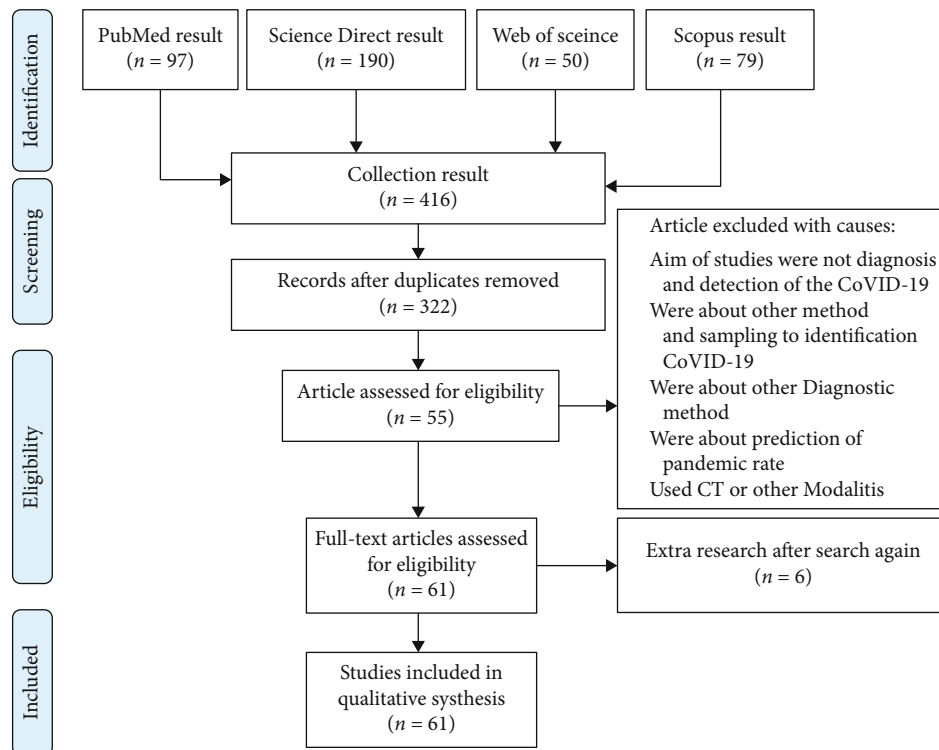 Identification
PubMed result
(n = 97)
Science Direct result
(n = 190)
Web of sceince
(n = 50)
Scopus result
(n = 79)
Collection result
(n = 416)
Screening
Records after duplicates removed
(n = 322)
Article excluded with causes:
Aim of studies were not diagnosis
and detection of the CoVID-19
Were about other method
and sampling to identification
CoVID-19
Were about other Diagnostic
method
Were about prediction of
pandemic rate
Used CT or other Modalitis
Eligibility
Article assessed for eligibility
(n = 55)
Full-text articles assessed
for eligibility
(n = 61)
Extra research after search again
(n = 6)
Included
Studies included in
qualitative systhesis
(n = 61)